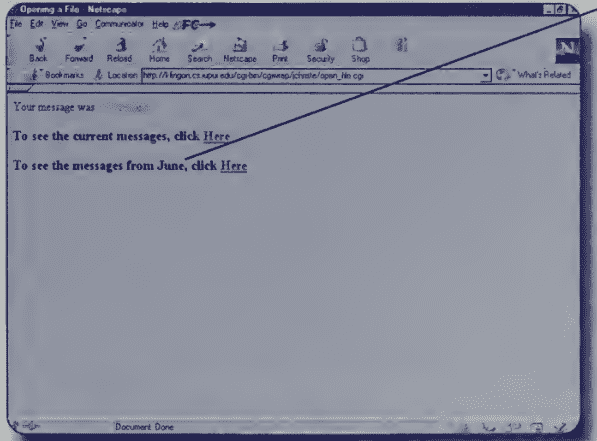 Opening a File Netscape
File Edit View Go Communicator Help
Back Forward Reload Home Search Netscape Print Security Shop
Bookmarks Location What's Related
Your message was
To see the current messages, click Here
To see the messages from June, click Here
Document Done